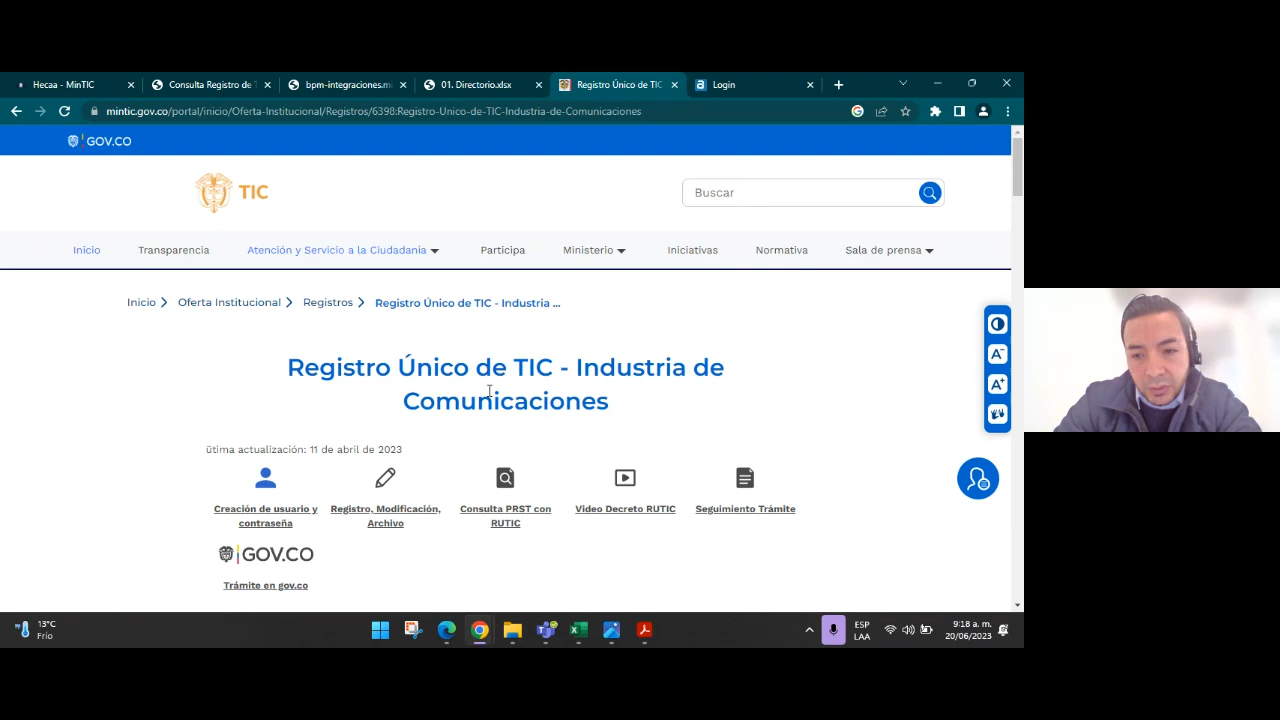 Hecaa - MinTIC
Consulta Registro de T
bpm-integraciones.mi
01. Directorio.xlsx
Registro Único de TIC
Login
mintic.gov.co/portal/inicio/Oferta-Institucional/Registros/6398:Registro-Unico-de-TIC-Industria-de-Comunicaciones
GOV.CO
TIC
Buscar
Inicio
Transparencia
Atención y Servicio a la Ciudadanía
Participa
Ministerio
Iniciativas
Normativa
Sala de prensa
Inicio > Oferta Institucional > Registros > Registro Único de TIC - Industria ...
A-
A+
Registro Único de TIC - Industria de
Comunicaciones
ütima actualización: 11 de abril de 2023
Creación de usuario y
contraseña
Registro, Modificación,
Archivo
Consulta PRST con
RUTIC
Video Decreto RUTIC
Seguimiento Trámite
GOV.CO
Trámite en gov.co
13°C
Frío
ESP
LAA
9:18 a. m.
20/06/2023